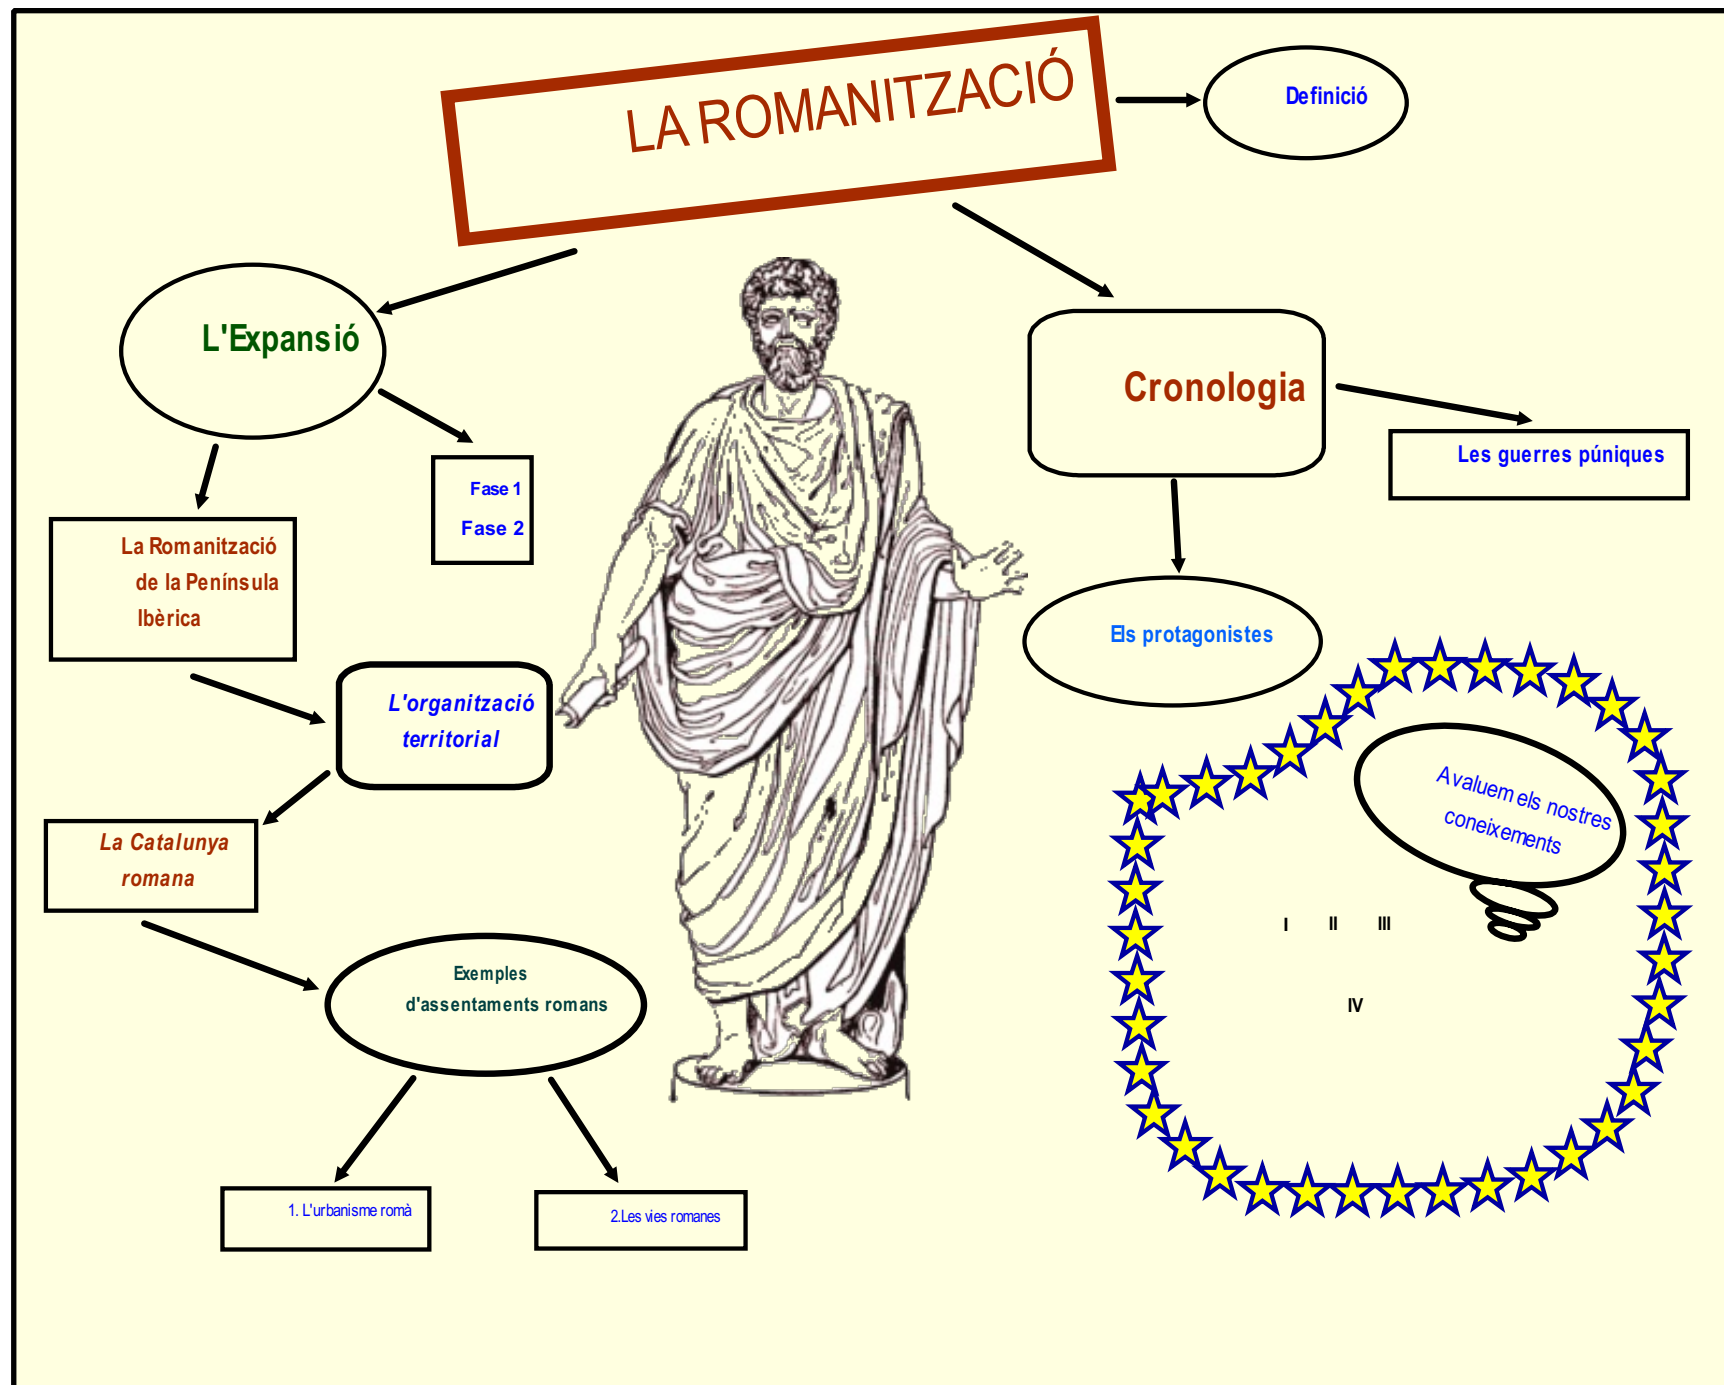 LA ROMANITZACIÓ
Definició
L'Expansió
Cronologia
Les guerres púniques
Fase 1
Fase 2
La Romanització
de la Península
Ibèrica
Els protagonistes
L'organització
territorial
Avaluem els nostres
coneixements
La Catalunya
romana
I II III
IV
Exemples
d'assentaments romans
1. L'urbanisme romà
2.Les vies romanes